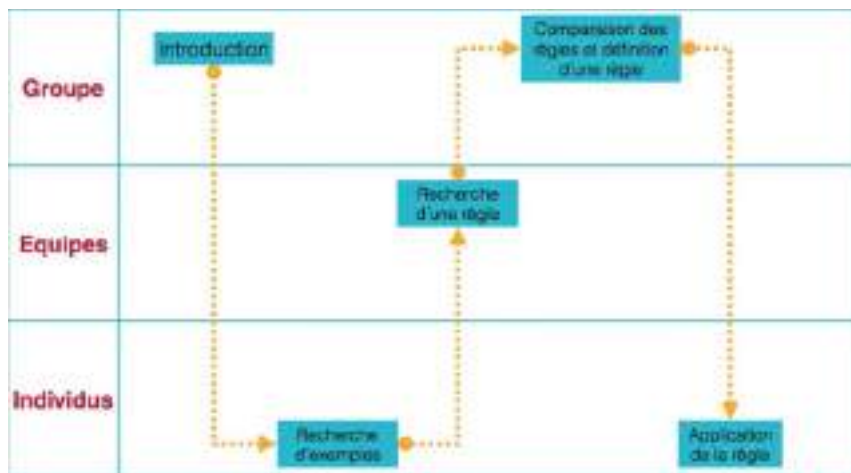 Groupe
Introduction
Comparaison des
règles et définition
d'une règle
Equipes
Recherche
d'une règle
Individus
Recherche
d'exemples
Application
de la règle